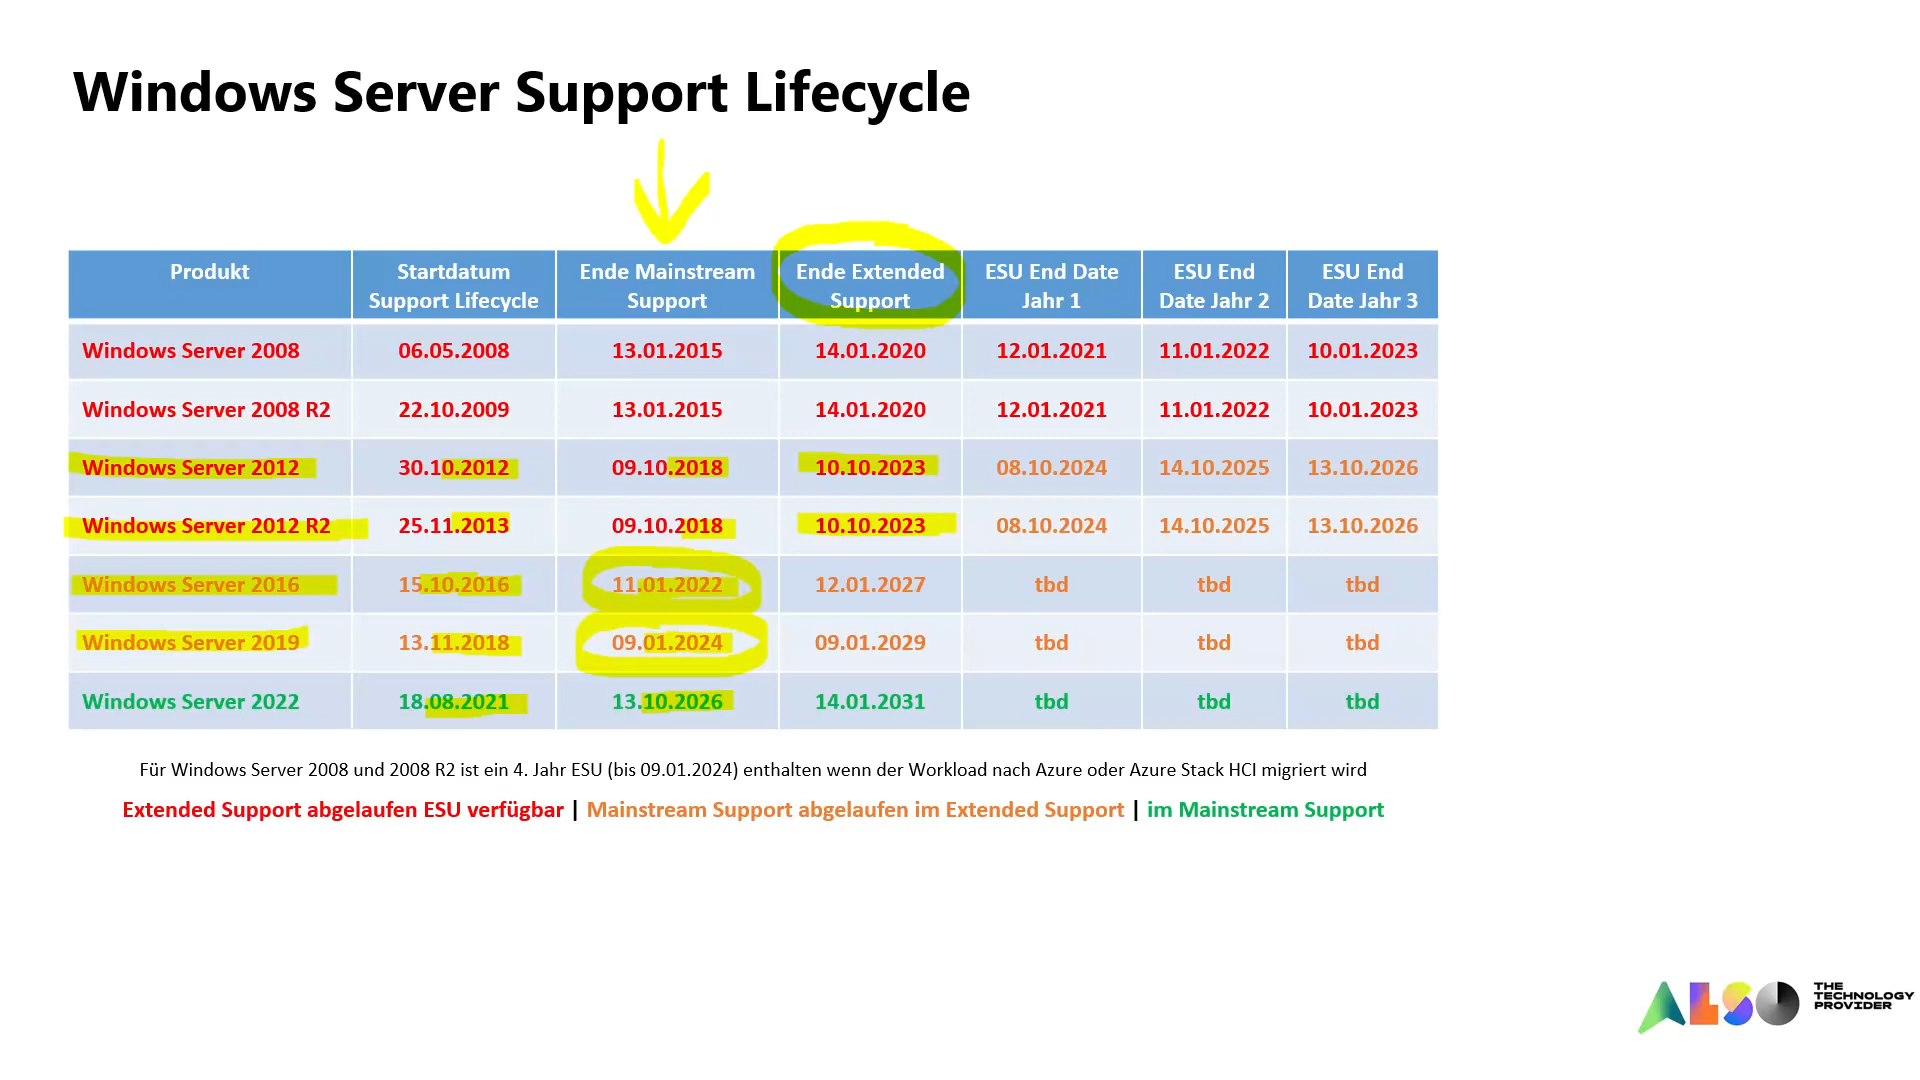 Windows Server Support Lifecycle
Produkt Startdatum Support Lifecycle Ende Mainstream Support Ende Extended Support ESU End Date Jahr 1 ESU End Date Jahr 2 ESU End Date Jahr 3
Windows Server 2008 06.05.2008 13.01.2015 14.01.2020 12.01.2021 11.01.2022 10.01.2023
Windows Server 2008 R2 22.10.2009 13.01.2015 14.01.2020 12.01.2021 11.01.2022 10.01.2023
Windows Server 2012 30.10.2012 09.10.2018 10.10.2023 08.10.2024 14.10.2025 13.10.2026
Windows Server 2012 R2 25.11.2013 09.10.2018 10.10.2023 08.10.2024 14.10.2025 13.10.2026
Windows Server 2016 15.10.2016 11.01.2022 12.01.2027 tbd tbd tbd
Windows Server 2019 13.11.2018 09.01.2024 09.01.2029 tbd tbd tbd
Windows Server 2022 18.08.2021 13.10.2026 14.01.2031 tbd tbd tbd
Für Windows Server 2008 und 2008 R2 ist ein 4. Jahr ESU (bis 09.01.2024) enthalten wenn der Workload nach Azure oder Azure Stack HCI migriert wird
Extended Support abgelaufen ESU verfügbar | Mainstream Support abgelaufen im Extended Support | im Mainstream Support
ALSO
THE
TECHNOLOGY
PROVIDER